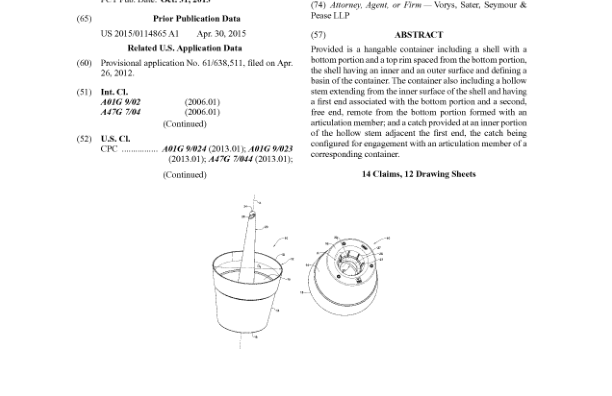 (65) Prior Publication Data
US 2015/0114865 A1 Apr. 30, 2015
Related U.S. Application Data
(60) Provisional application No. 61/638,511, filed on Apr.
26, 2012.
(51) Int. Cl.
A01G 9/02 (2006.01)
A47G 7/04 (2006.01)
(Continued)
(52) U.S. Cl.
CPC ............... A01G 9/024 (2013.01); A01G 9/023
(2013.01); A47G 7/044 (2013.01);
(Continued)
(74) Attorney, Agent, or Firm — Vorys, Sater, Seymour &
Pease LLP
(57) ABSTRACT
Provided is a hangable container including a shell with a
bottom portion and a top rim spaced from the bottom portion,
the shell having an inner and an outer surface and defining a
basin of the container. The container also including a hollow
stem extending from the inner surface of the shell and having
a first end associated with the bottom portion and a second,
free end, remote from the bottom portion formed with an
articulation member; and a catch provided at an inner portion
of the hollow stem adjacent the first end, the catch being
configured for engagement with an articulation member of a
corresponding container.
14 Claims, 12 Drawing Sheets